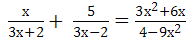 x/(3x+2) + 5/(3x−2) = (3x²+6x)/(4−9x²)